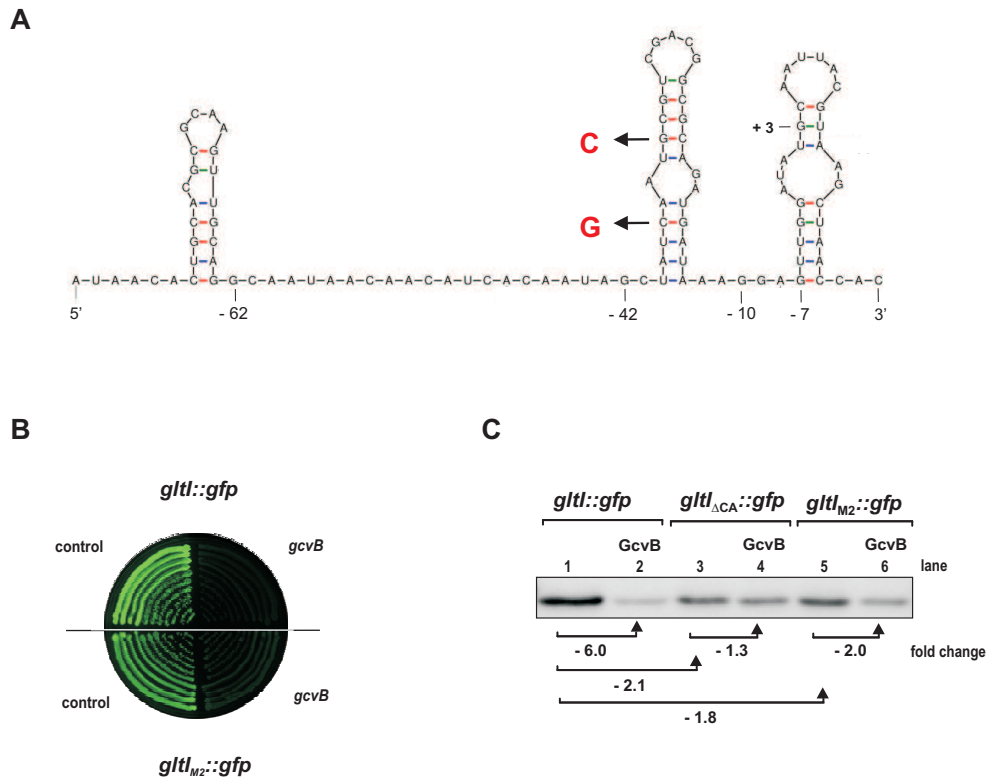 A
C
G
+ 3
A-U-A-A-C-A-C-C G-G-C-A-A-U-A-A-C-A-A-C-A-U-C-A-C-A-A-U-A-G-C-U A-A-A-G-G-A-G C-C-A-C
5’ - 62 - 42 - 10 - 7 3’
B
gltI::gfp
control gcvB
control gcvB
gltIM2::gfp
C
gltI::gfp gltIΔCA::gfp gltIM2::gfp
GcvB GcvB GcvB
1 2 3 4 5 6 lane
- 6.0 - 1.3 - 2.0 fold change
- 2.1
- 1.8